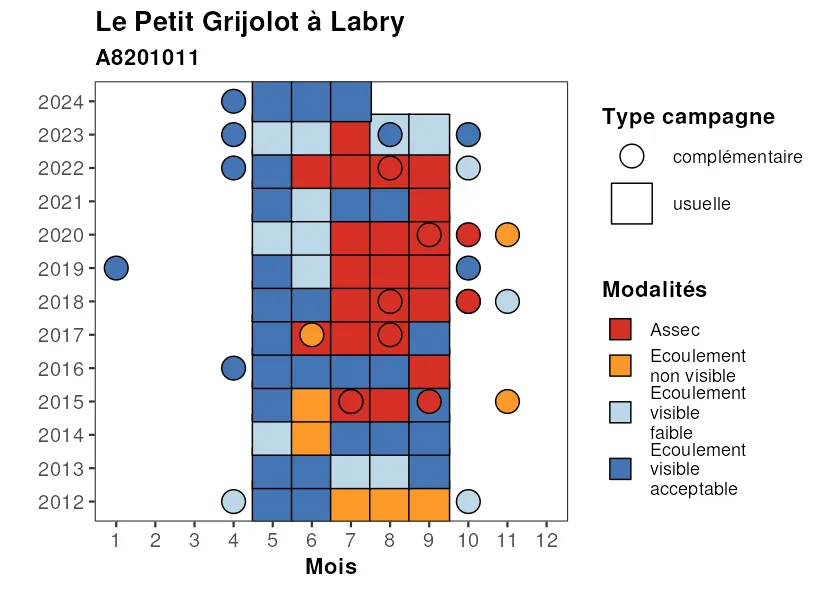 Le Petit Grijolot à Labry
A8201011
2024
2023
2022
2021
2020
2019
2018
2017
2016
2015
2014
2013
2012
1 2 3 4 5 6 7 8 9 10 11 12
Mois
Type campagne
complémentaire
usuelle
Modalités
Assec
Ecoulement
non visible
Ecoulement
visible
faible
Ecoulement
visible
acceptable